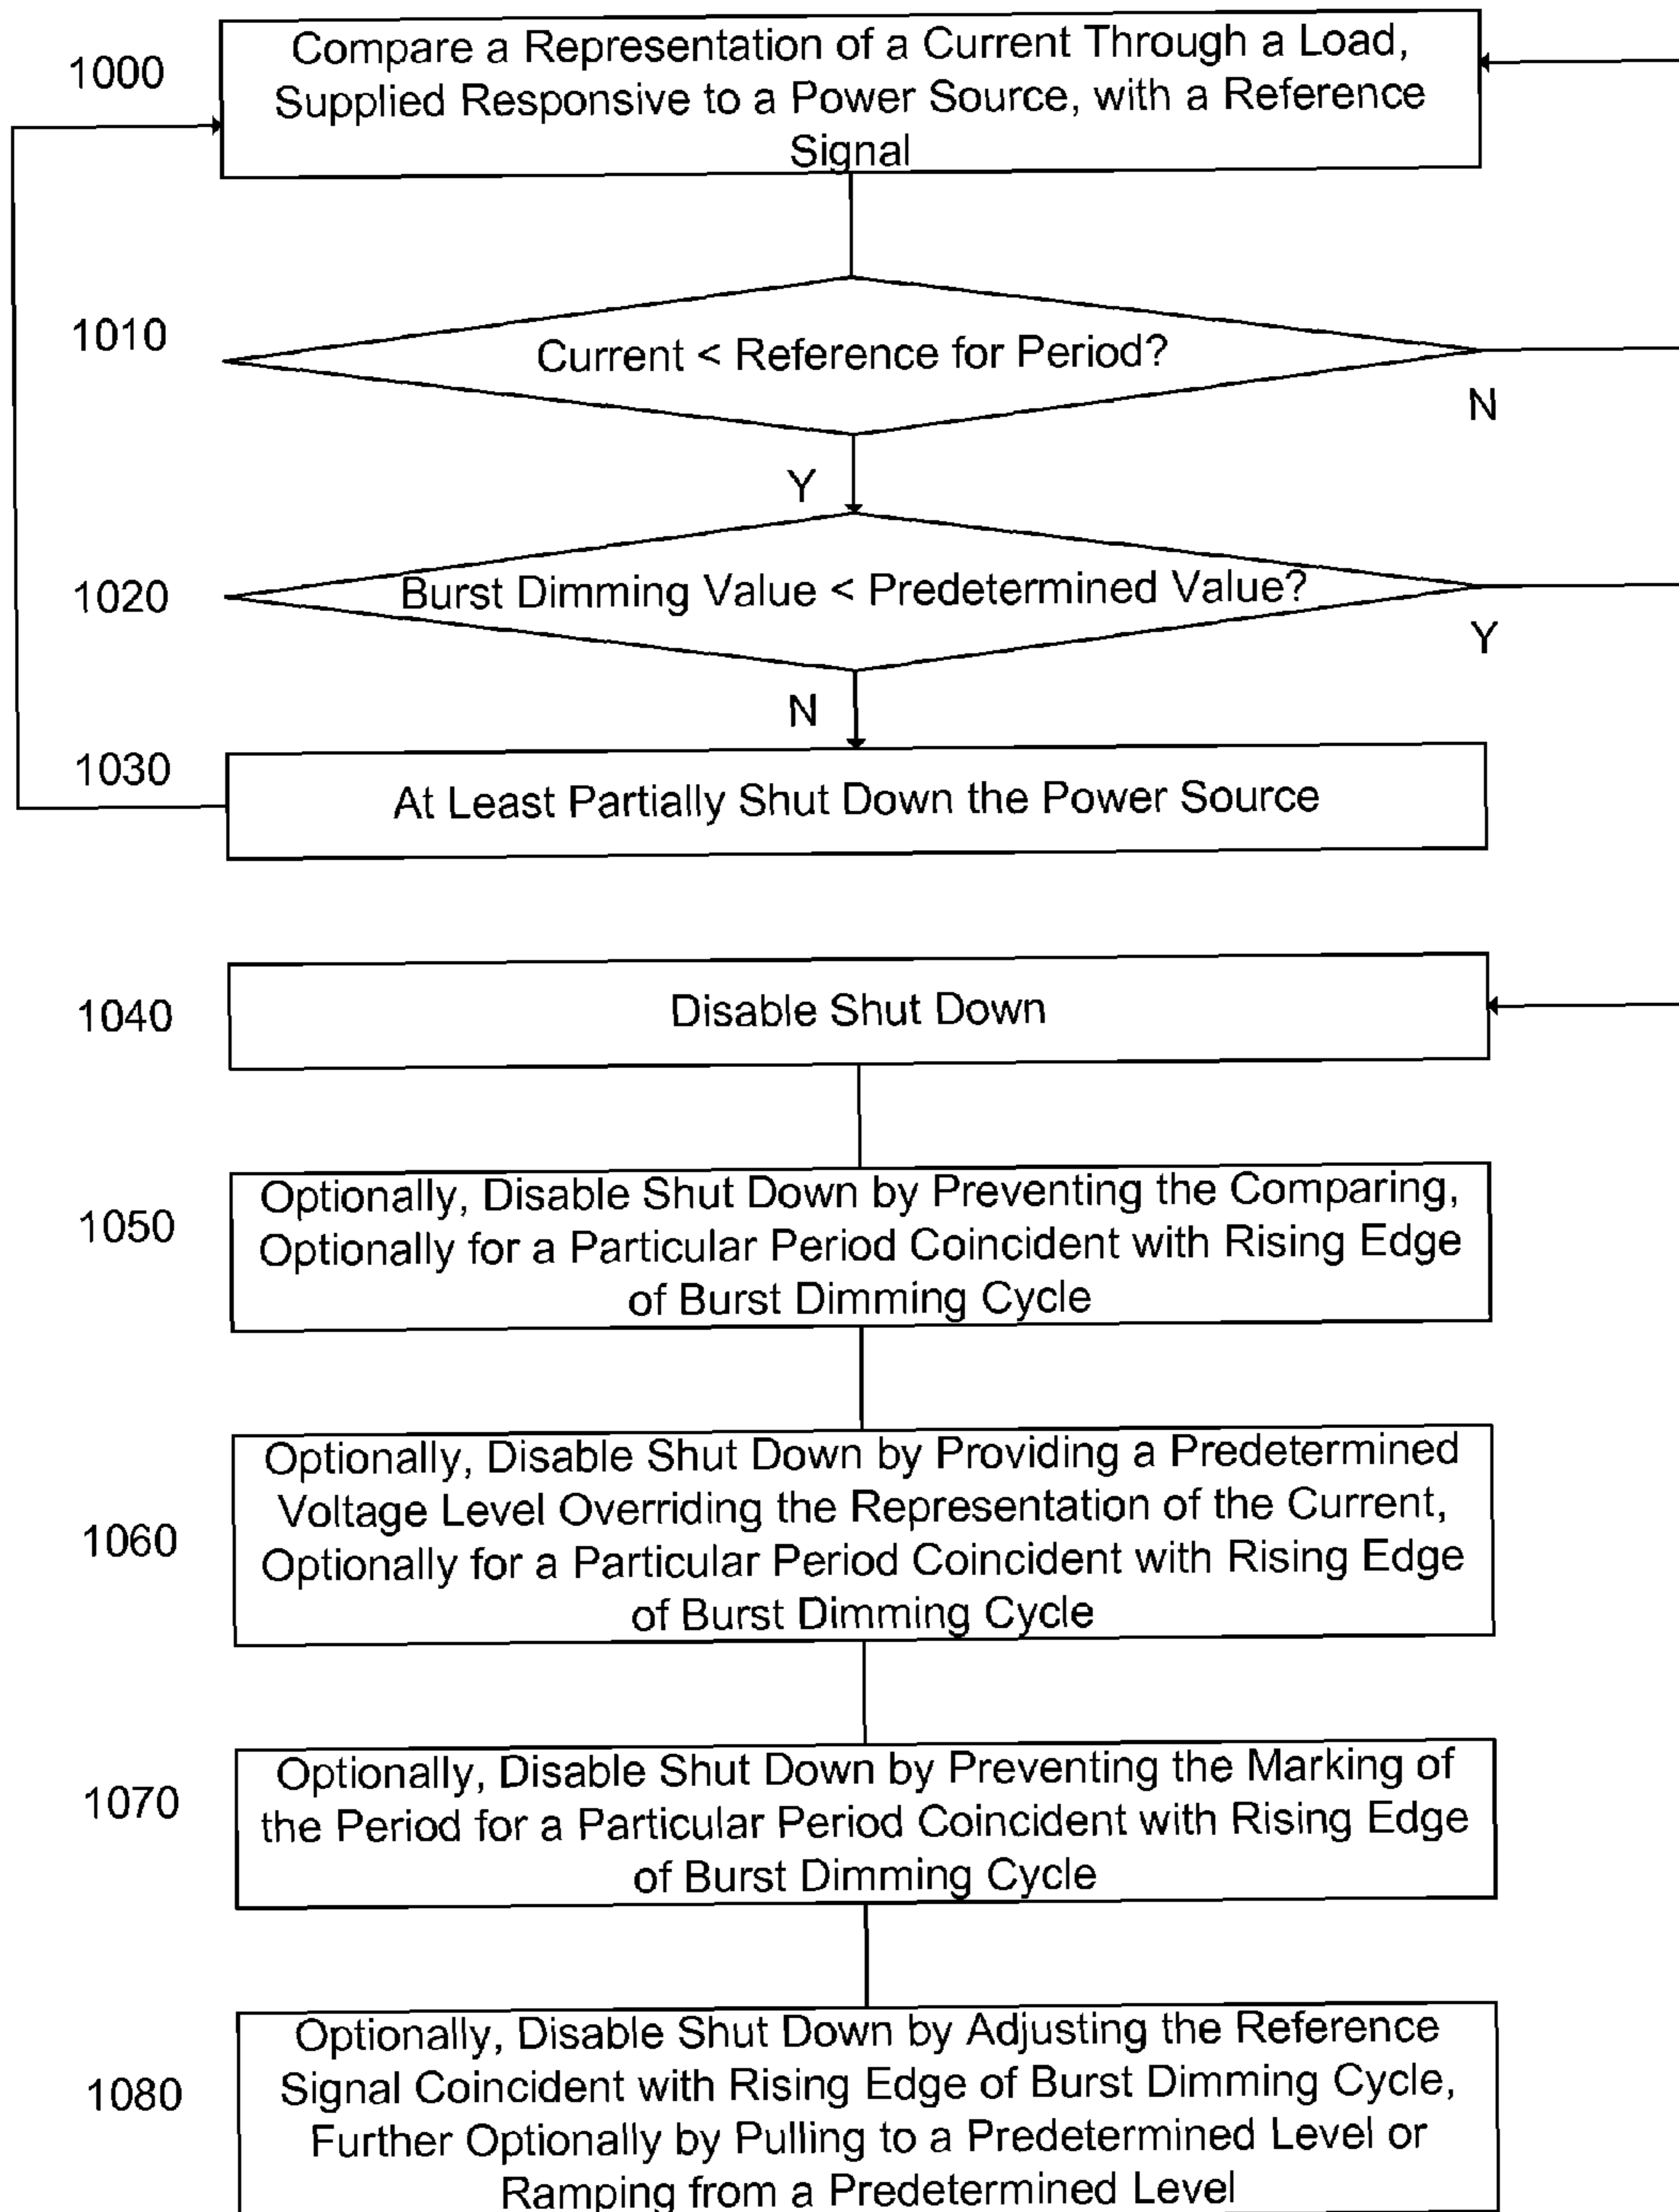 1000
Compare a Representation of a Current Through a Load,
Supplied Responsive to a Power Source, with a Reference
Signal
1010
Current < Reference for Period?
N
Y
1020
Burst Dimming Value < Predetermined Value?
Y
N
1030
At Least Partially Shut Down the Power Source
1040
Disable Shut Down
1050
Optionally, Disable Shut Down by Preventing the Comparing,
Optionally for a Particular Period Coincident with Rising Edge
of Burst Dimming Cycle
1060
Optionally, Disable Shut Down by Providing a Predetermined
Voltage Level Overriding the Representation of the Current,
Optionally for a Particular Period Coincident with Rising Edge
of Burst Dimming Cycle
1070
Optionally, Disable Shut Down by Preventing the Marking of
the Period for a Particular Period Coincident with Rising Edge
of Burst Dimming Cycle
1080
Optionally, Disable Shut Down by Adjusting the Reference
Signal Coincident with Rising Edge of Burst Dimming Cycle,
Further Optionally by Pulling to a Predetermined Level or
Ramping from a Predetermined Level